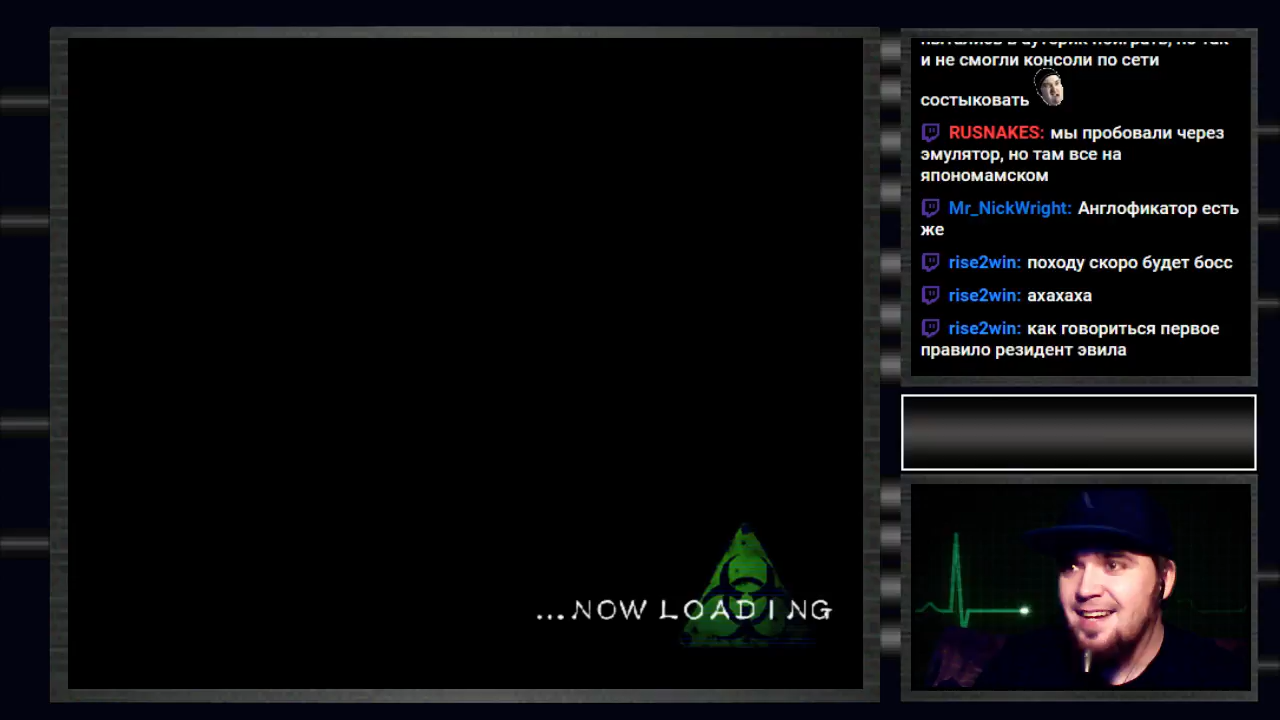 ...NOW LOADING
и не смогли консоли по сети
состыковать
RUSNAKES: мы пробовали через
эмулятор, но там все на
япономамском
Mr_NickWright: Англофикатор есть
же
rise2win: походу скоро будет босс
rise2win: ахахаха
rise2win: как говориться первое
правило резидент эвила